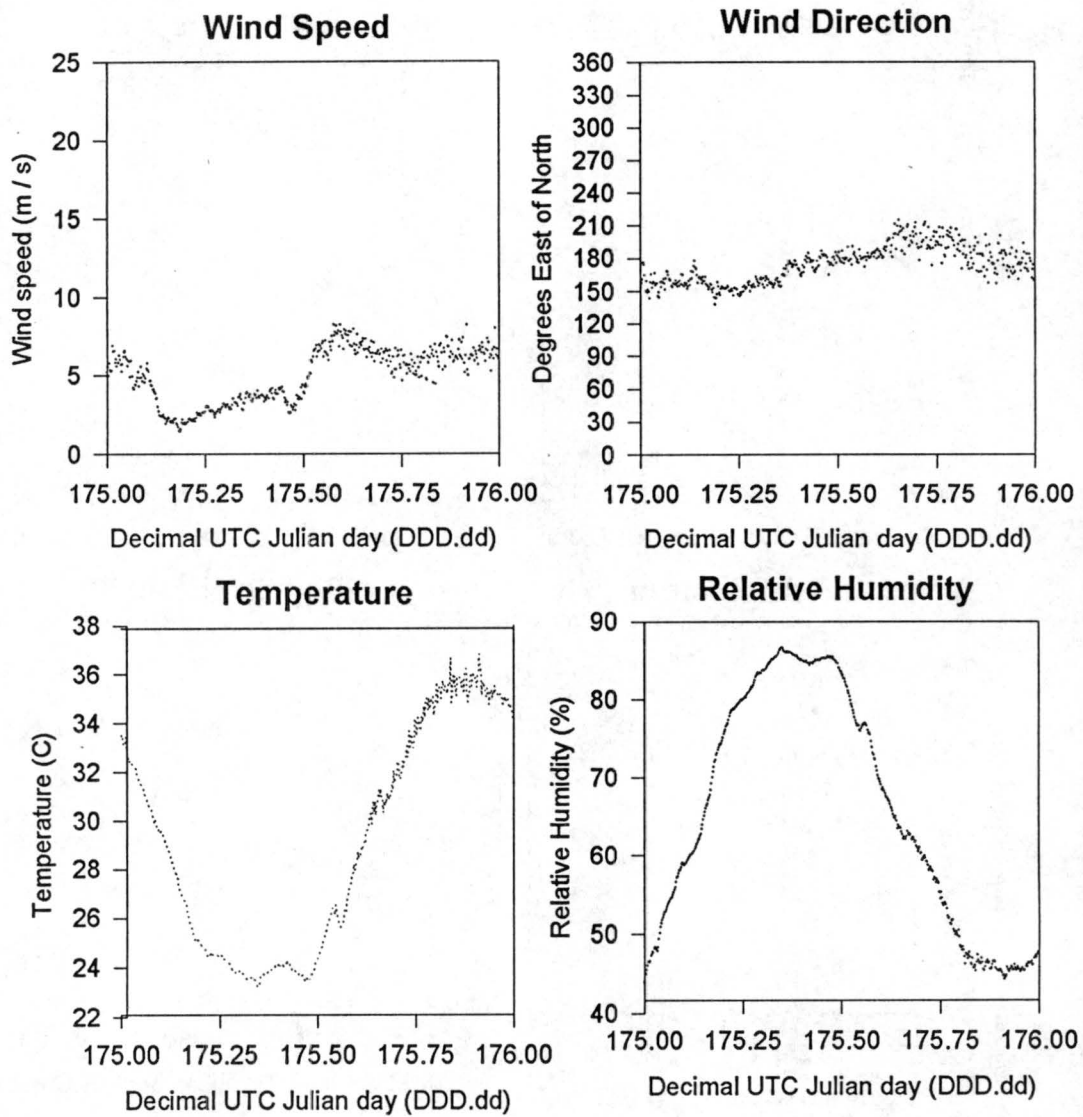 Wind Speed
25
20
15
10
5
0
Wind speed (m / s)
175.00 175.25 175.50 175.75 176.00
Decimal UTC Julian day (DDD.dd)
Wind Direction
360
330
300
270
240
210
180
150
120
90
60
30
0
Degrees East of North
175.00 175.25 175.50 175.75 176.00
Decimal UTC Julian day (DDD.dd)
Temperature
38
36
34
32
30
28
26
24
22
Temperature (C)
175.00 175.25 175.50 175.75 176.00
Decimal UTC Julian day (DDD.dd)
Relative Humidity
90
80
70
60
50
40
Relative Humidity (%)
175.00 175.25 175.50 175.75 176.00
Decimal UTC Julian day (DDD.dd)